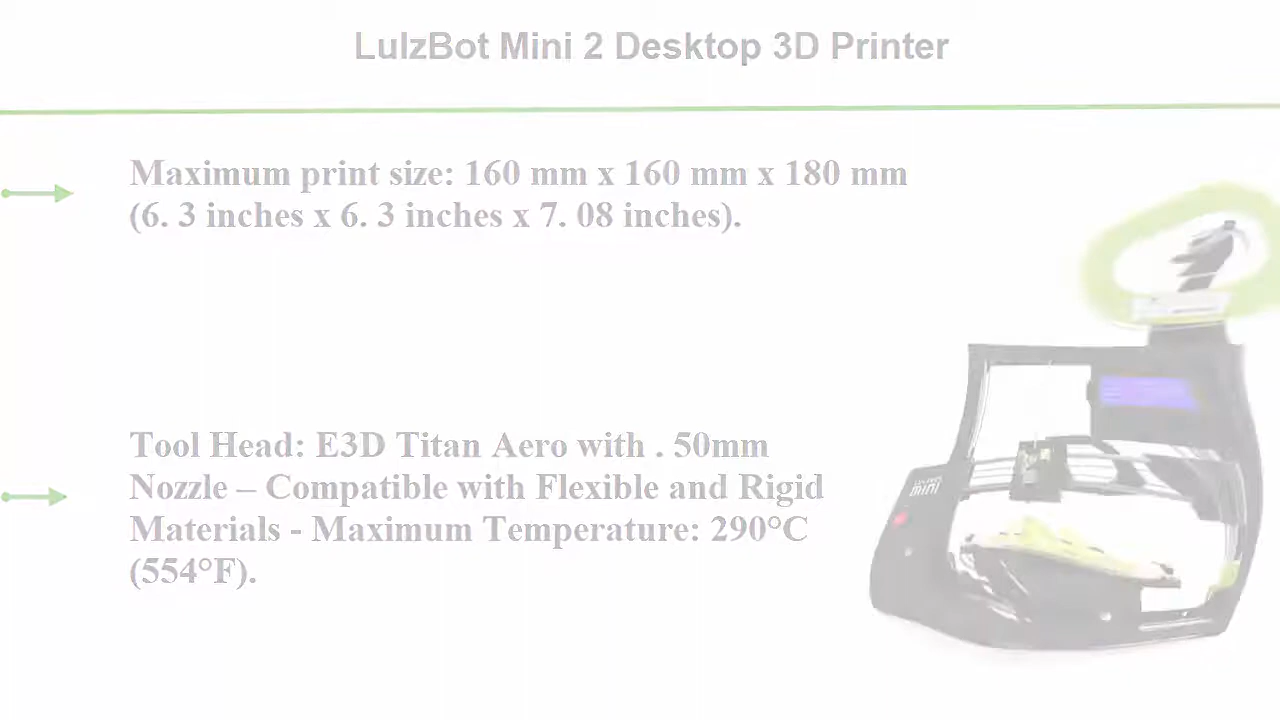 LulzBot Mini 2 Desktop 3D Printer
Maximum print size: 160 mm x 160 mm x 180 mm
(6. 3 inches x 6. 3 inches x 7. 08 inches).
Tool Head: E3D Titan Aero with . 50mm
Nozzle – Compatible with Flexible and Rigid
Materials - Maximum Temperature: 290°C
(554°F).
MINI